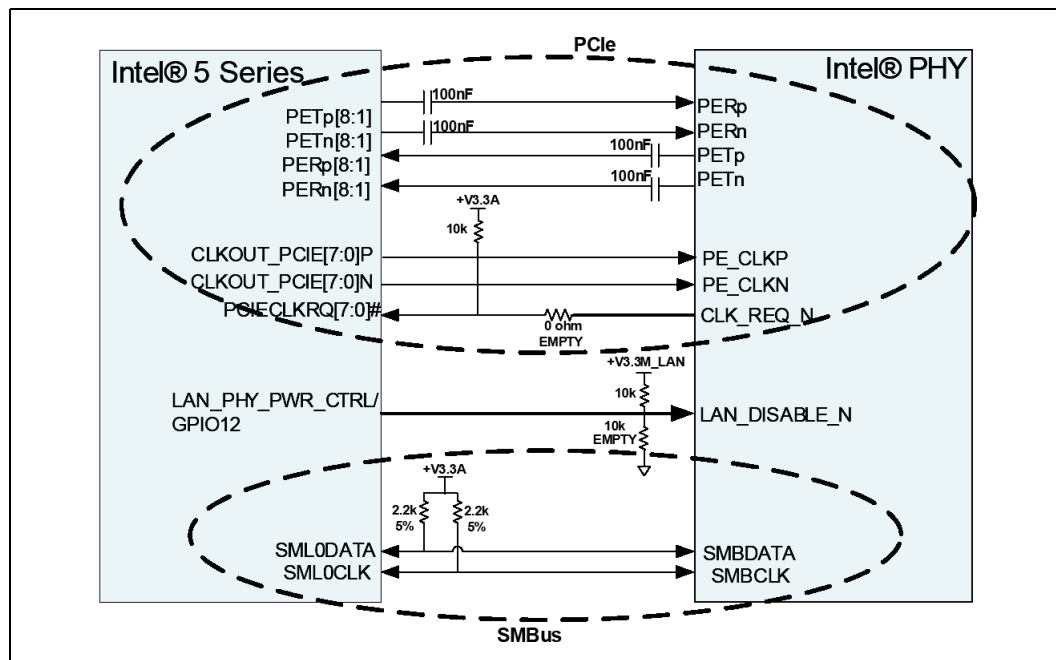 PCIe
Intel® 5 Series
Intel® PHY
100nF
PETp[8:1]
PERp
100nF
PETn[8:1]
PERn
100nF
PERp[8:1]
PETp
100nF
PERn[8:1]
PETn
+V3.3A
10k
CLKOUT_PCIE[7:0]P
PE_CLKP
CLKOUT_PCIE[7:0]N
PE_CLKN
PCIECLKRQ[7:0]#
CLK_REQ_N
0 ohm
EMPTY
+V3.3M_LAN
10k
LAN_PHY_PWR_CTRL/
GPIO12
LAN_DISABLE_N
10k
EMPTY
+V3.3A
2.2k
5%
2.2k
5%
SML0DATA
SMBDATA
SML0CLK
SMBCLK
SMBus